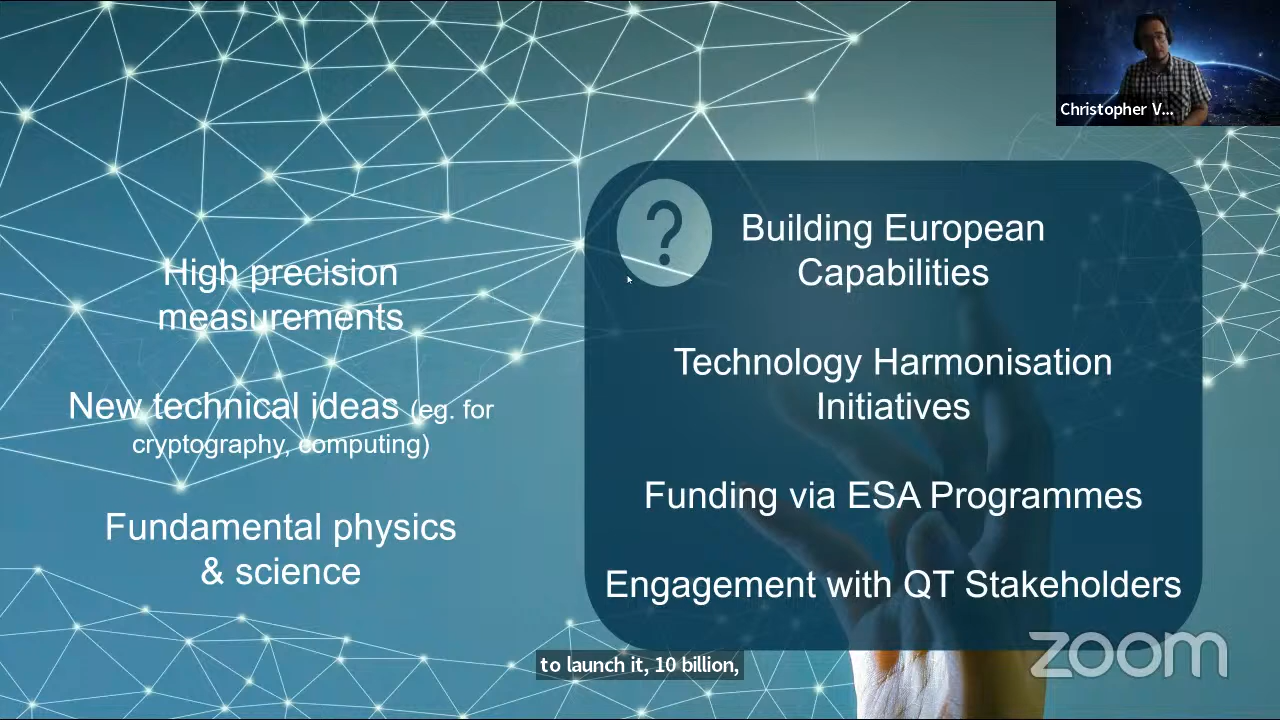 Christopher V...
?
Building European
Capabilities
High precision
measurements
Technology Harmonisation
Initiatives
New technical ideas (eg. for
cryptography, computing)
Funding via ESA Programmes
Fundamental physics
& science
Engagement with QT Stakeholders
zoom
to launch it, 10 billion,